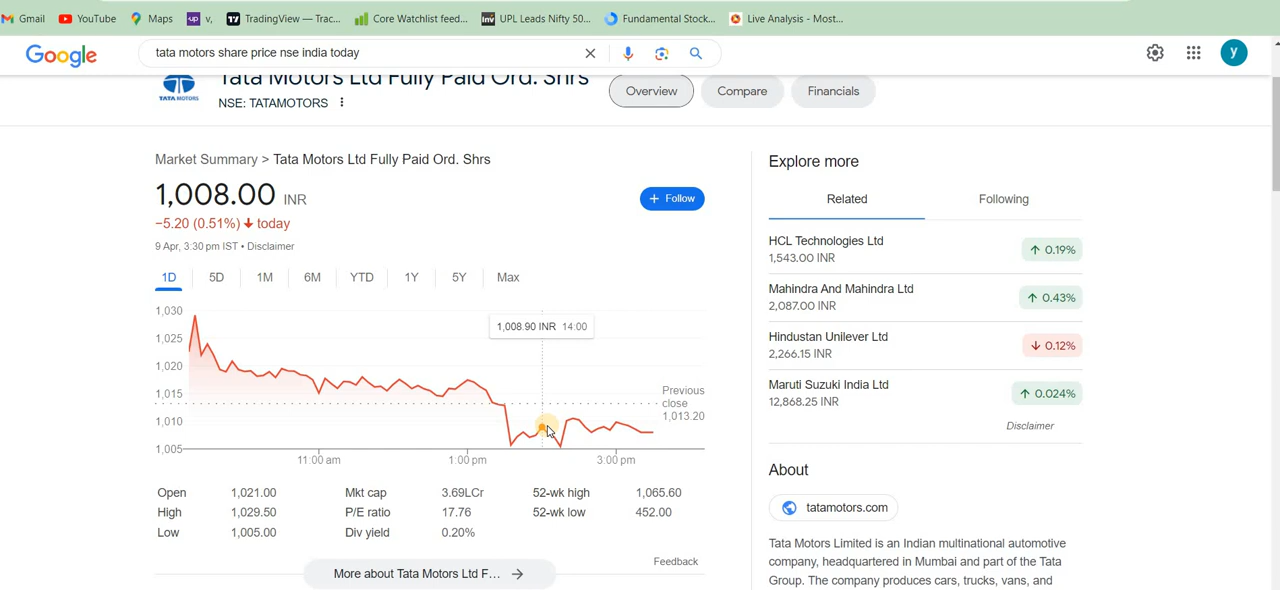 Gmail YouTube Maps up v, TradingView — Trac... Core Watchlist feed... Inv UPL Leads Nifty 50... Fundamental Stock... Live Analysis - Most...
Google tata motors share price nse india today y
Tata Motors Ltd Fully Paid Ord. Shrs
TATA MOTORS NSE: TATAMOTORS
Overview Compare Financials
Market Summary > Tata Motors Ltd Fully Paid Ord. Shrs
1,008.00 INR
+ Follow
−5.20 (0.51%) ↓ today
9 Apr, 3:30 pm IST • Disclaimer
1D 5D 1M 6M YTD 1Y 5Y Max
1,030
1,025
1,020
1,015
1,010
1,005
1,008.90 INR 14:00
Previous
close
1,013.20
11:00 am 1:00 pm 3:00 pm
Open 1,021.00 Mkt cap 3.69LCr 52-wk high 1,065.60
High 1,029.50 P/E ratio 17.76 52-wk low 452.00
Low 1,005.00 Div yield 0.20%
Feedback
More about Tata Motors Ltd F... →
Explore more
Related Following
HCL Technologies Ltd
1,543.00 INR ↑ 0.19%
Mahindra And Mahindra Ltd
2,087.00 INR ↑ 0.43%
Hindustan Unilever Ltd
2,266.15 INR ↓ 0.12%
Maruti Suzuki India Ltd
12,868.25 INR ↑ 0.024%
Disclaimer
About
tatamotors.com
Tata Motors Limited is an Indian multinational automotive
company, headquartered in Mumbai and part of the Tata
Group. The company produces cars, trucks, vans, and